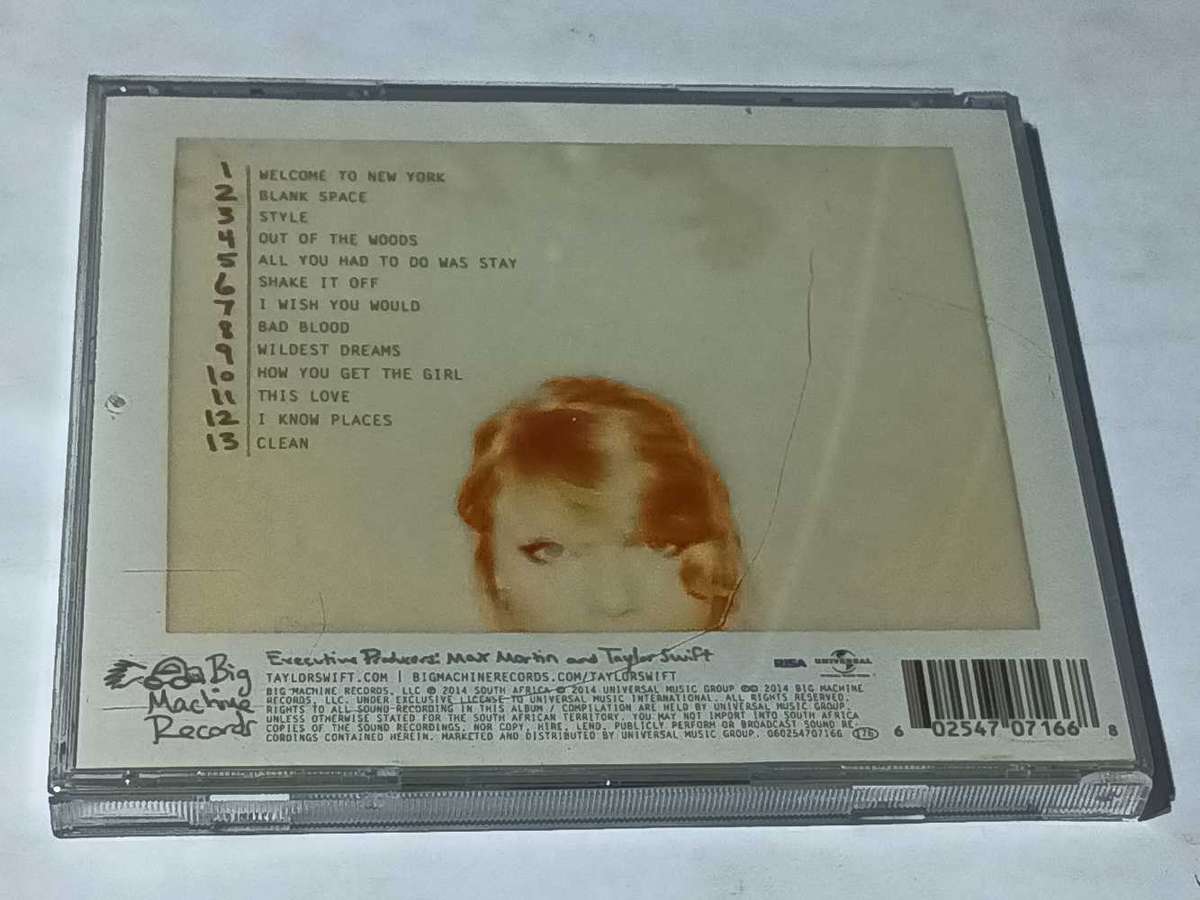 1 WELCOME TO NEW YORK
2 BLANK SPACE
3 STYLE
4 OUT OF THE WOODS
5 ALL YOU HAD TO DO WAS STAY
6 SHAKE IT OFF
7 I WISH YOU WOULD
8 BAD BLOOD
9 WILDEST DREAMS
10 HOW YOU GET THE GIRL
11 THIS LOVE
12 I KNOW PLACES
13 CLEAN
Big
Machine
Records
Executive Producers: Max Martin and Taylor Swift
TAYLORSWIFT.COM | BIGMACHINERECORDS.COM/TAYLORSWIFT
BIG MACHINE RECORDS, LLC ℗ 2014 SOUTH AFRICA ℗ 2014 UNIVERSAL MUSIC GROUP ℗© 2014 BIG MACHINE
RECORDS, LLC. UNDER EXCLUSIVE LICENSE TO UNIVERSAL MUSIC INTERNATIONAL. ALL RIGHTS RESERVED.
RIGHTS TO ALL SOUND RECORDING IN THIS ALBUM / COMPILATION ARE HELD BY UNIVERSAL MUSIC GROUP.
UNLESS OTHERWISE STATED FOR THE SOUTH AFRICAN TERRITORY. YOU MAY NOT IMPORT INTO SOUTH AFRICA
COPIES OF THE SOUND RECORDINGS. NOR COPY, HIRE, LEND, PUBLICLY PERFORM OR BROADCAST SOUND RE-
CORDINGS CONTAINED HEREIN. MARKETED AND DISTRIBUTED BY UNIVERSAL MUSIC GROUP. 060254707166 176
RISA
UNIVERSAL
6 02547 07166 8